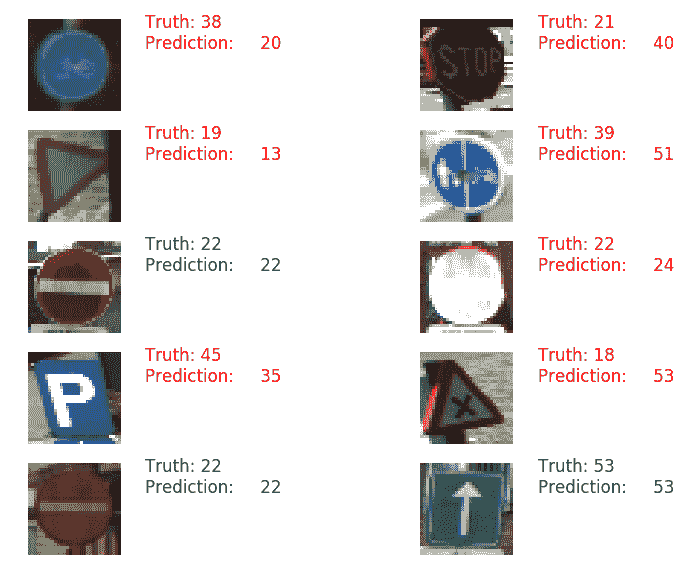 Truth: 38
Prediction: 20
Truth: 21
Prediction: 40
STOP
Truth: 19
Prediction: 13
Truth: 39
Prediction: 51
Truth: 22
Prediction: 22
Truth: 22
Prediction: 24
P
Truth: 45
Prediction: 35
Truth: 18
Prediction: 53
Truth: 22
Prediction: 22
Truth: 53
Prediction: 53